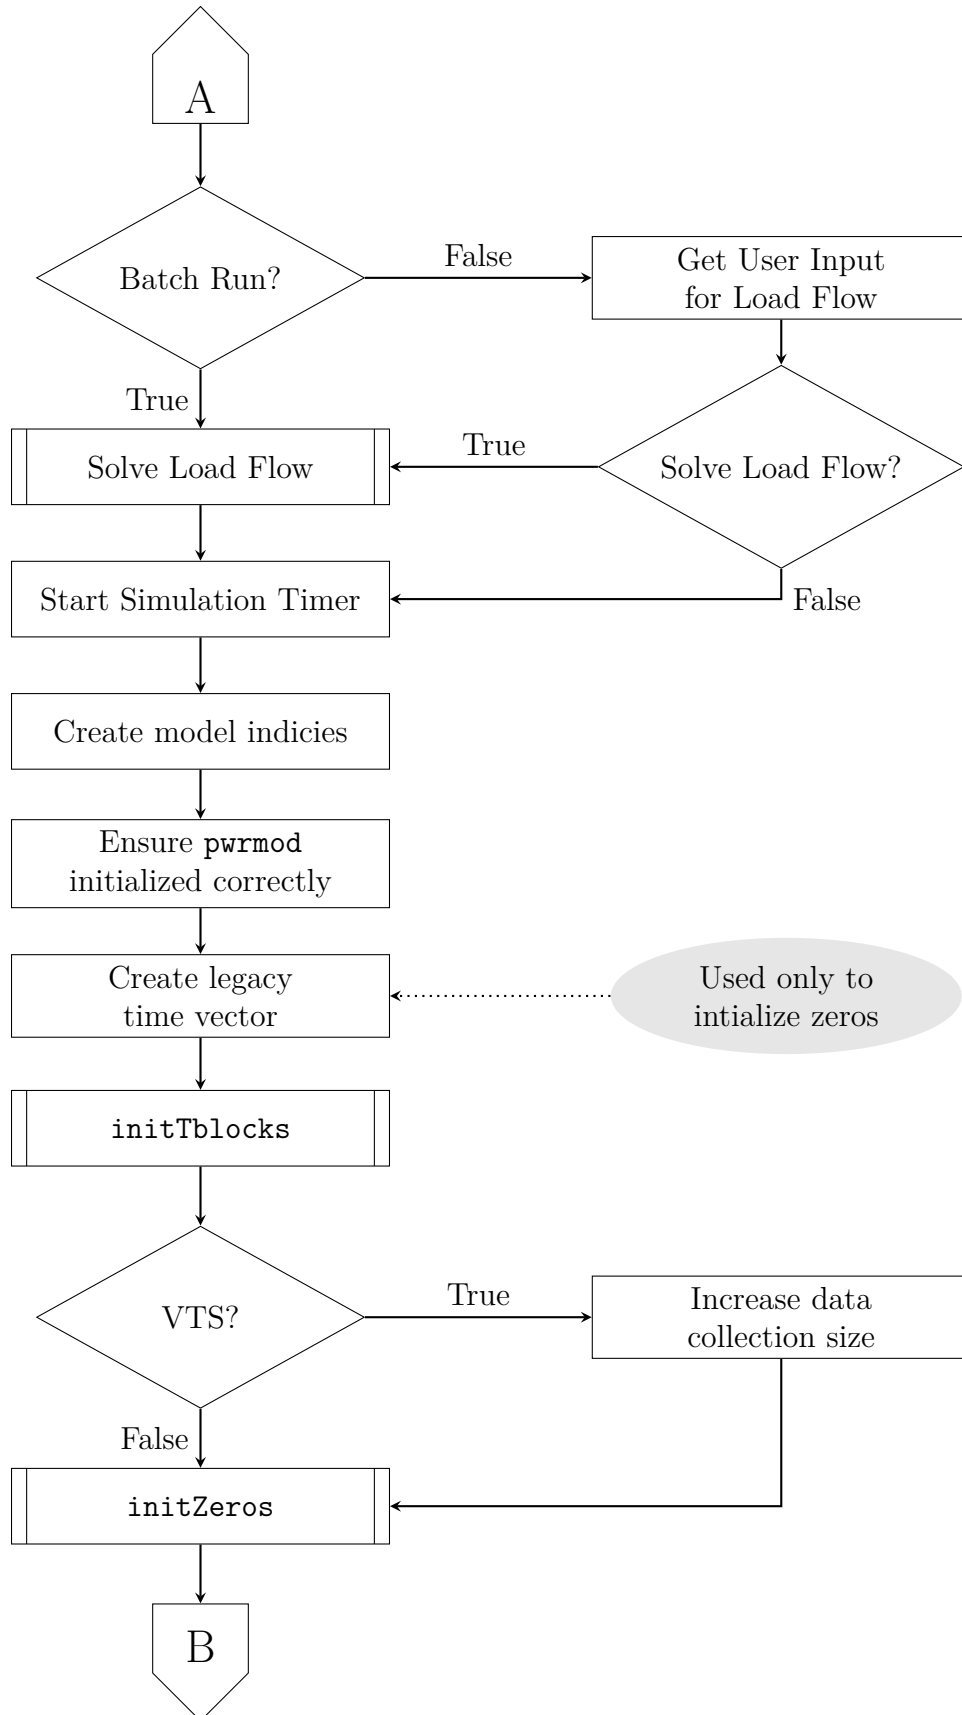 A
Batch Run?
False
Get User Input
for Load Flow
True
Solve Load Flow
True
Solve Load Flow?
Start Simulation Timer
False
Create model indicies
Ensure pwrmod
initialized correctly
Create legacy
time vector
Used only to
intialize zeros
initTblocks
VTS?
True
Increase data
collection size
False
initZeros
B